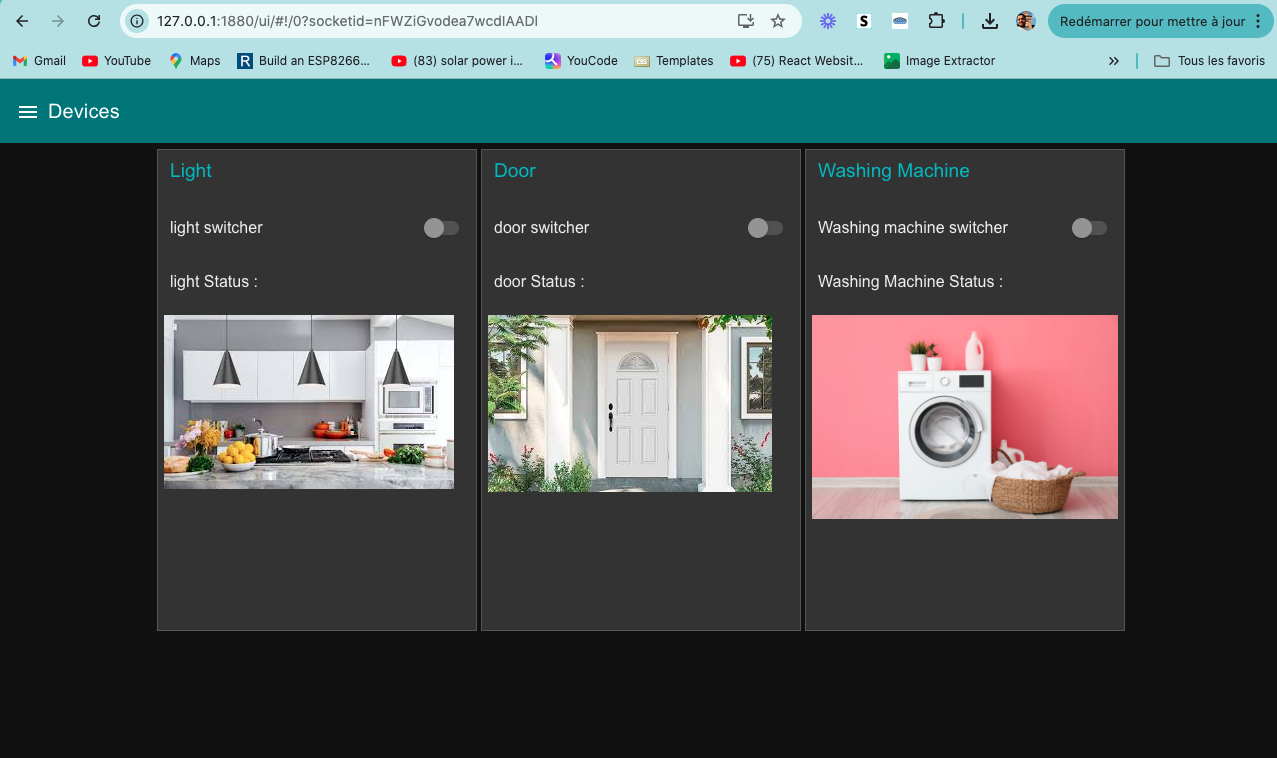 127.0.0.1:1880/ui/#!/0?socketid=nFWZiGvodea7wcdIAADl
S
Redémarrer pour mettre à jour
Gmail
YouTube
Maps
R
Build an ESP8266...
(83) solar power i...
YouCode
CSS
Templates
(75) React Websit...
Image Extractor
Tous les favoris
Devices
Light
light switcher
light Status :
Door
door switcher
door Status :
Washing Machine
Washing machine switcher
Washing Machine Status :